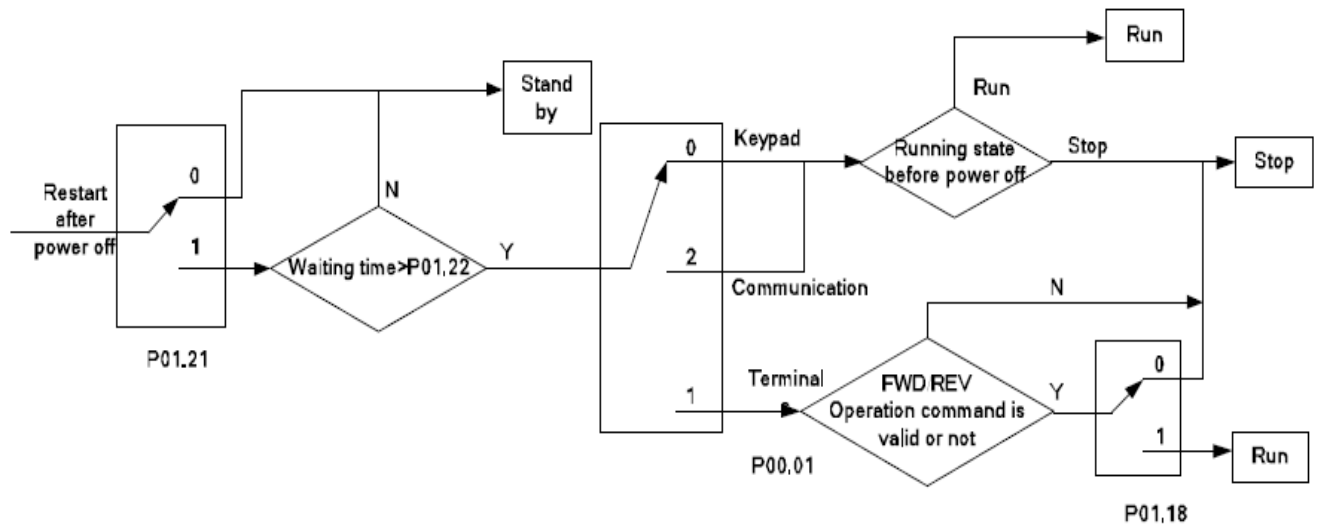 Run
Stand
by
Run
0
Keypad
Running state
before power off
Stop
Stop
Restart
after
power off
0
N
1
Waiting time>P01,22
Y
2
Communication
N
P01.21
Terminal
1
FWD REV
Operation command is
valid or not
Y
0
1
Run
P00.01
P01,18